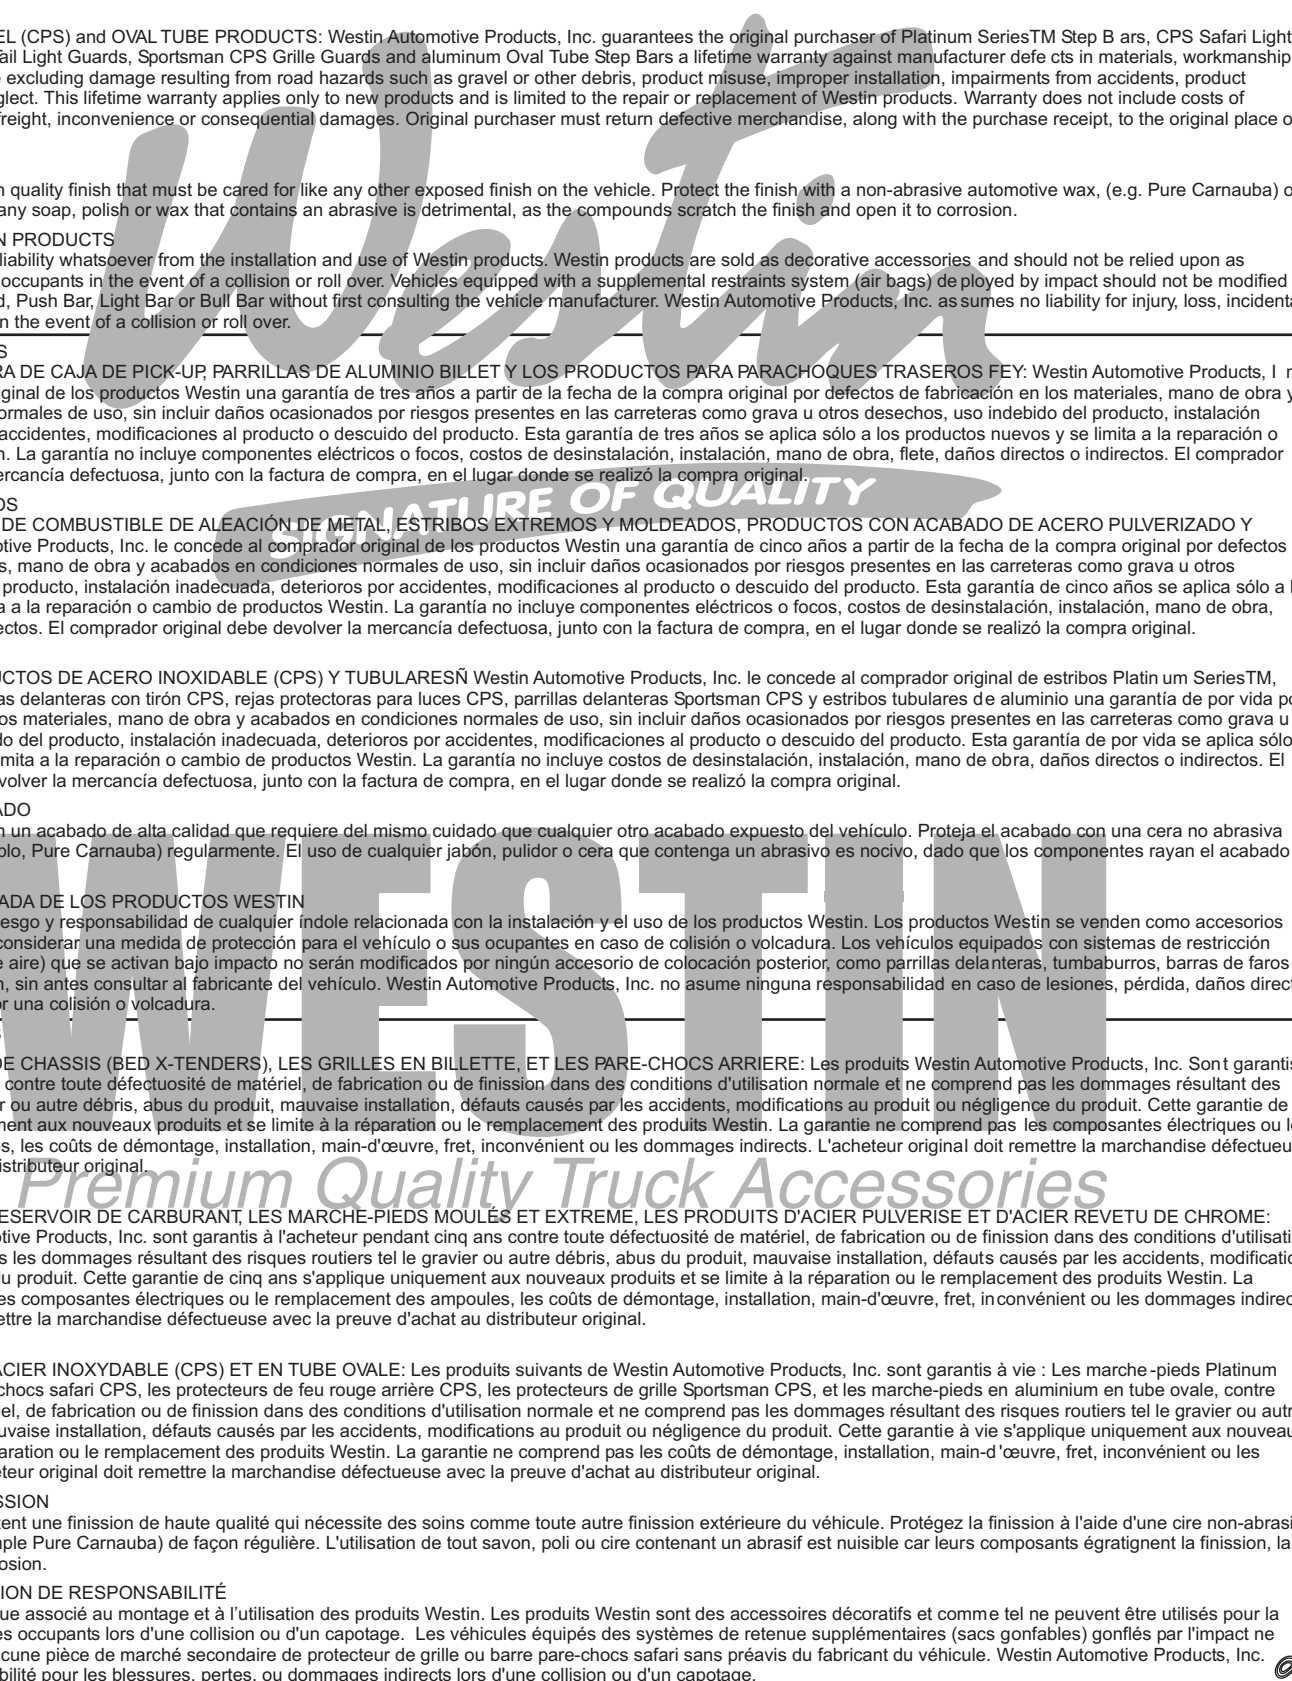 EL (CPS) and OVAL TUBE PRODUCTS: Westin Automotive Products, Inc. guarantees the original purchaser of Platinum SeriesTM Step B ars, CPS Safari Light
ail Light Guards, Sportsman CPS Grille Guards and aluminum Oval Tube Step Bars a lifetime warranty against manufacturer defe cts in materials, workmanship
excluding damage resulting from road hazards such as gravel or other debris, product misuse, improper installation, impairments from accidents, product
glect. This lifetime warranty applies only to new products and is limited to the repair or replacement of Westin products. Warranty does not include costs of
freight, inconvenience or consequential damages. Original purchaser must return defective merchandise, along with the purchase receipt, to the original place o
Westin
n quality finish that must be cared for like any other exposed finish on the vehicle. Protect the finish with a non-abrasive automotive wax, (e.g. Pure Carnauba) o
any soap, polish or wax that contains an abrasive is detrimental, as the compounds scratch the finish and open it to corrosion.
N PRODUCTS
liability whatsoever from the installation and use of Westin products. Westin products are sold as decorative accessories and should not be relied upon as
occupants in the event of a collision or roll over. Vehicles equipped with a supplemental restraints system (air bags) de ployed by impact should not be modified
d, Push Bar, Light Bar or Bull Bar without first consulting the vehicle manufacturer. Westin Automotive Products, Inc. as sumes no liability for injury, loss, incidenta
n the event of a collision or roll over.
S
RA DE CAJA DE PICK-UP, PARRILLAS DE ALUMINIO BILLET Y LOS PRODUCTOS PARA PARACHOQUES TRASEROS FEY: Westin Automotive Products, I n
ginal de los productos Westin una garantía de tres años a partir de la fecha de la compra original por defectos de fabricación en los materiales, mano de obra y
ormales de uso, sin incluir daños ocasionados por riesgos presentes en las carreteras como grava u otros desechos, uso indebido del producto, instalación
accidentes, modificaciones al producto o descuido del producto. Esta garantía de tres años se aplica sólo a los productos nuevos y se limita a la reparación o
n. La garantía no incluye componentes eléctricos o focos, costos de desinstalación, instalación, mano de obra, flete, daños directos o indirectos. El comprador
ercancía defectuosa, junto con la factura de compra, en el lugar donde se realizó la compra original.
SIGNATURE OF QUALITY
OS
DE COMBUSTIBLE DE ALEACIÓN DE METAL, ESTRIBOS EXTREMOS Y MOLDEADOS, PRODUCTOS CON ACABADO DE ACERO PULVERIZADO Y
otive Products, Inc. le concede al comprador original de los productos Westin una garantía de cinco años a partir de la fecha de la compra original por defectos
s, mano de obra y acabados en condiciones normales de uso, sin incluir daños ocasionados por riesgos presentes en las carreteras como grava u otros
producto, instalación inadecuada, deterioros por accidentes, modificaciones al producto o descuido del producto. Esta garantía de cinco años se aplica sólo a l
a a la reparación o cambio de productos Westin. La garantía no incluye componentes eléctricos o focos, costos de desinstalación, instalación, mano de obra,
ectos. El comprador original debe devolver la mercancía defectuosa, junto con la factura de compra, en el lugar donde se realizó la compra original.
UCTOS DE ACERO INOXIDABLE (CPS) Y TUBULARESÑ Westin Automotive Products, Inc. le concede al comprador original de estribos Platin um SeriesTM,
as delanteras con tirón CPS, rejas protectoras para luces CPS, parrillas delanteras Sportsman CPS y estribos tubulares de aluminio una garantía de por vida po
os materiales, mano de obra y acabados en condiciones normales de uso, sin incluir daños ocasionados por riesgos presentes en las carreteras como grava u
do del producto, instalación inadecuada, deterioros por accidentes, modificaciones al producto o descuido del producto. Esta garantía de por vida se aplica sólo
mita a la reparación o cambio de productos Westin. La garantía no incluye costos de desinstalación, instalación, mano de obra, daños directos o indirectos. El
volver la mercancía defectuosa, junto con la factura de compra, en el lugar donde se realizó la compra original.
ADO
n un acabado de alta calidad que requiere del mismo cuidado que cualquier otro acabado expuesto del vehículo. Proteja el acabado con una cera no abrasiva
plo, Pure Carnauba) regularmente. El uso de cualquier jabón, pulidor o cera que contenga un abrasivo es nocivo, dado que los componentes rayan el acabado
WESTIN
ADA DE LOS PRODUCTOS WESTIN
esgo y responsabilidad de cualquier índole relacionada con la instalación y el uso de los productos Westin. Los productos Westin se venden como accesorios
considerar una medida de protección para el vehículo o sus ocupantes en caso de colisión o volcadura. Los vehículos equipados con sistemas de restricción
e aire) que se activan bajo impacto no serán modificados por ningún accesorio de colocación posterior, como parrillas delanteras, tumbaburros, barras de faros
n, sin antes consultar al fabricante del vehículo. Westin Automotive Products, Inc. no asume ninguna responsabilidad en caso de lesiones, pérdida, daños direct
or una colisión o volcadura.
DE CHASSIS (BED X-TENDERS), LES GRILLES EN BILLETTE, ET LES PARE-CHOCS ARRIERE: Les produits Westin Automotive Products, Inc. Sont garantis
contre toute défectuosité de matériel, de fabrication ou de finission dans des conditions d'utilisation normale et ne comprend pas les dommages résultant des
r ou autre débris, abus du produit, mauvaise installation, défauts causés par les accidents, modifications au produit ou négligence du produit. Cette garantie de
ment aux nouveaux produits et se limite à la réparation ou le remplacement des produits Westin. La garantie ne comprend pas les composantes électriques ou le
es, les coûts de démontage, installation, main-d'œuvre, fret, inconvénient ou les dommages indirects. L'acheteur original doit remettre la marchandise défectueu
istributeur original.
Premium Quality Truck Accessories
ESERVOIR DE CARBURANT, LES MARCHE-PIEDS MOULÉS ET EXTREME, LES PRODUITS D'ACIER PULVERISE ET D'ACIER REVETU DE CHROME:
otive Products, Inc. sont garantis à l'acheteur pendant cinq ans contre toute défectuosité de matériel, de fabrication ou de finission dans des conditions d'utilisati
s les dommages résultant des risques routiers tel le gravier ou autre débris, abus du produit, mauvaise installation, défauts causés par les accidents, modificatio
du produit. Cette garantie de cinq ans s'applique uniquement aux nouveaux produits et se limite à la réparation ou le remplacement des produits Westin. La
es composantes électriques ou le remplacement des ampoules, les coûts de démontage, installation, main-d'œuvre, fret, inconvénient ou les dommages indirec
ettre la marchandise défectueuse avec la preuve d'achat au distributeur original.
ACIER INOXYDABLE (CPS) ET EN TUBE OVALE: Les produits suivants de Westin Automotive Products, Inc. sont garantis à vie : Les marche-pieds Platinum
chocs safari CPS, les protecteurs de feu rouge arrière CPS, les protecteurs de grille Sportsman CPS, et les marche-pieds en aluminium en tube ovale, contre
iel, de fabrication ou de finission dans des conditions d'utilisation normale et ne comprend pas les dommages résultant des risques routiers tel le gravier ou autr
uvaise installation, défauts causés par les accidents, modifications au produit ou négligence du produit. Cette garantie à vie s'applique uniquement aux nouveau
aration ou le remplacement des produits Westin. La garantie ne comprend pas les coûts de démontage, installation, main-d'œuvre, fret, inconvénient ou les
eteur original doit remettre la marchandise défectueuse avec la preuve d'achat au distributeur original.
SSION
tent une finission de haute qualité qui nécessite des soins comme toute autre finission extérieure du véhicule. Protégez la finission à l'aide d'une cire non-abrasi
mple Pure Carnauba) de façon régulière. L'utilisation de tout savon, poli ou cire contenant un abrasif est nuisible car leurs composants égratignent la finission, la
osion.
ION DE RESPONSABILITÉ
ue associé au montage et à l'utilisation des produits Westin. Les produits Westin sont des accessoires décoratifs et comme tel ne peuvent être utilisés pour la
es occupants lors d'une collision ou d'un capotage. Les véhicules équipés des systèmes de retenue supplémentaires (sacs gonfables) gonflés par l'impact ne
cune pièce de marché secondaire de protecteur de grille ou barre pare-chocs safari sans préavis du fabricant du véhicule. Westin Automotive Products, Inc.
bilité pour les blessures, pertes, ou dommages indirects lors d'une collision ou d'un capotage.